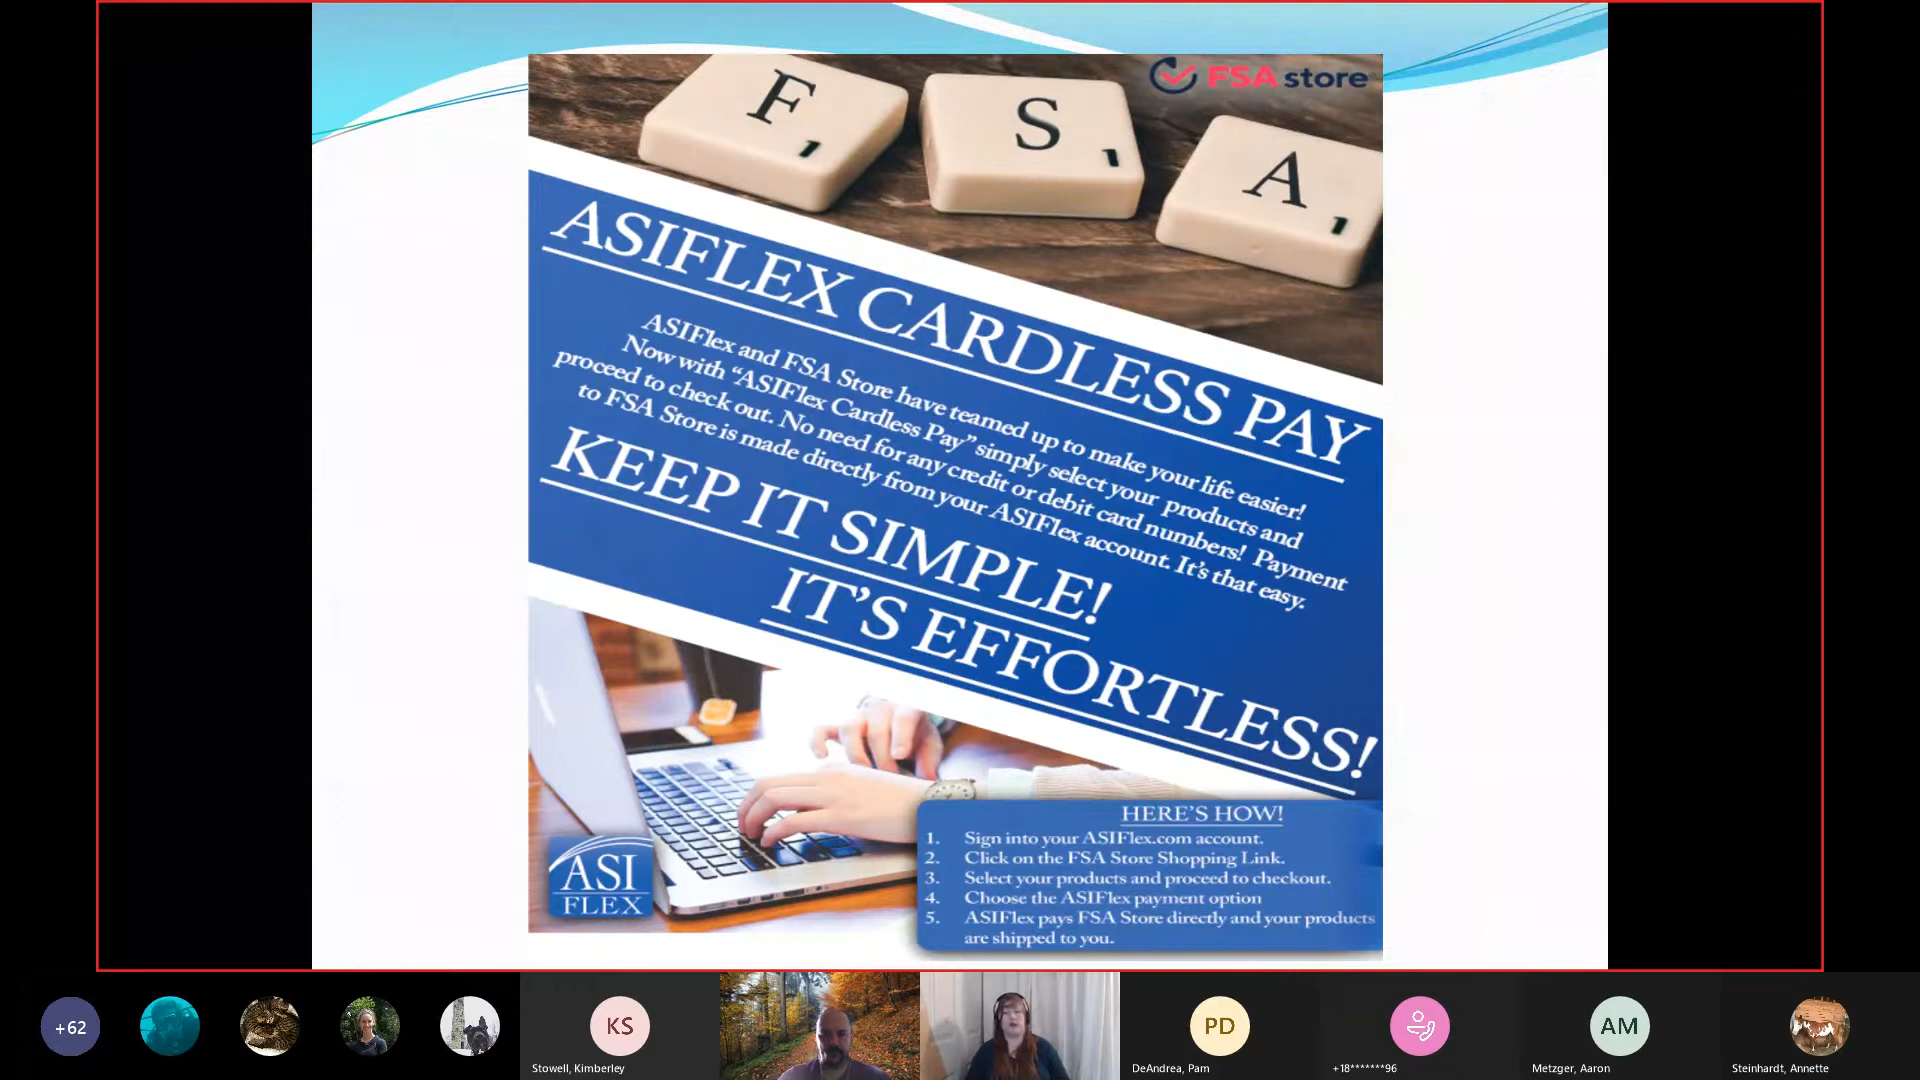 F
1
S
1
A
1
FSA store
ASIFLEX CARDLESS PAY
ASIFlex and FSA Store have teamed up to make your life easier!
Now with “ASIFlex Cardless Pay” simply select your products and
proceed to check out. No need for any credit or debit card numbers! Payment
to FSA Store is made directly from your ASIFlex account. It’s that easy.
KEEP IT SIMPLE!
IT’S EFFORTLESS!
HERE’S HOW!
1. Sign into your ASIFlex.com account.
2. Click on the FSA Store Shopping Link.
3. Select your products and proceed to checkout.
4. Choose the ASIFlex payment option
5. ASIFlex pays FSA Store directly and your products
are shipped to you.
ASI
FLEX
+62
KS
Stowell, Kimberley
PD
DeAndrea, Pam
+18*******96
AM
Metzger, Aaron
Steinhardt, Annette